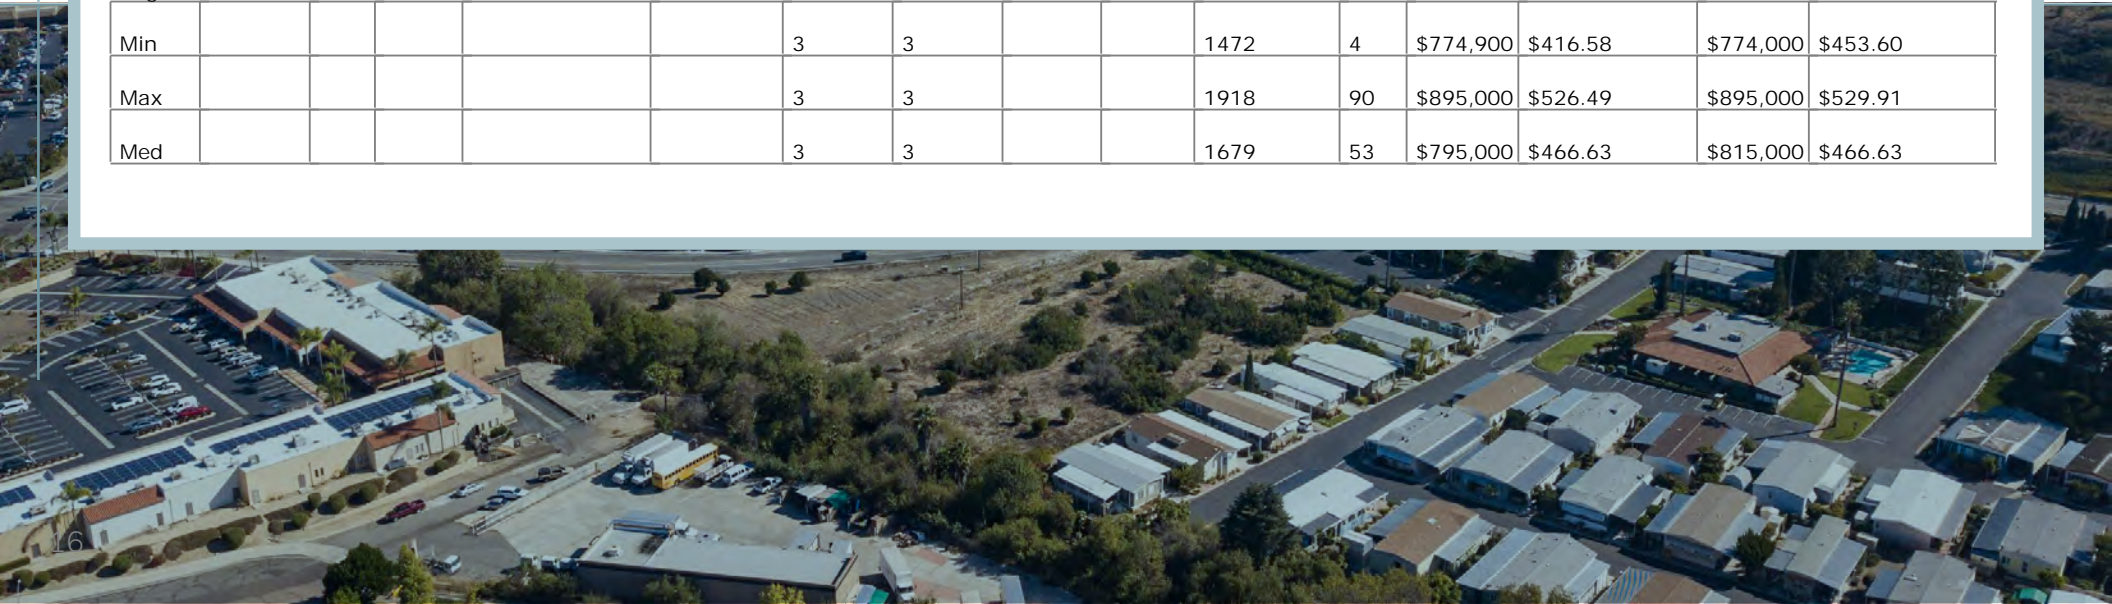 Min 3 3 1472 4 $774,900 $416.58 $774,000 $453.60
Max 3 3 1918 90 $895,000 $526.49 $895,000 $529.91
Med 3 3 1679 53 $795,000 $466.63 $815,000 $466.63
16